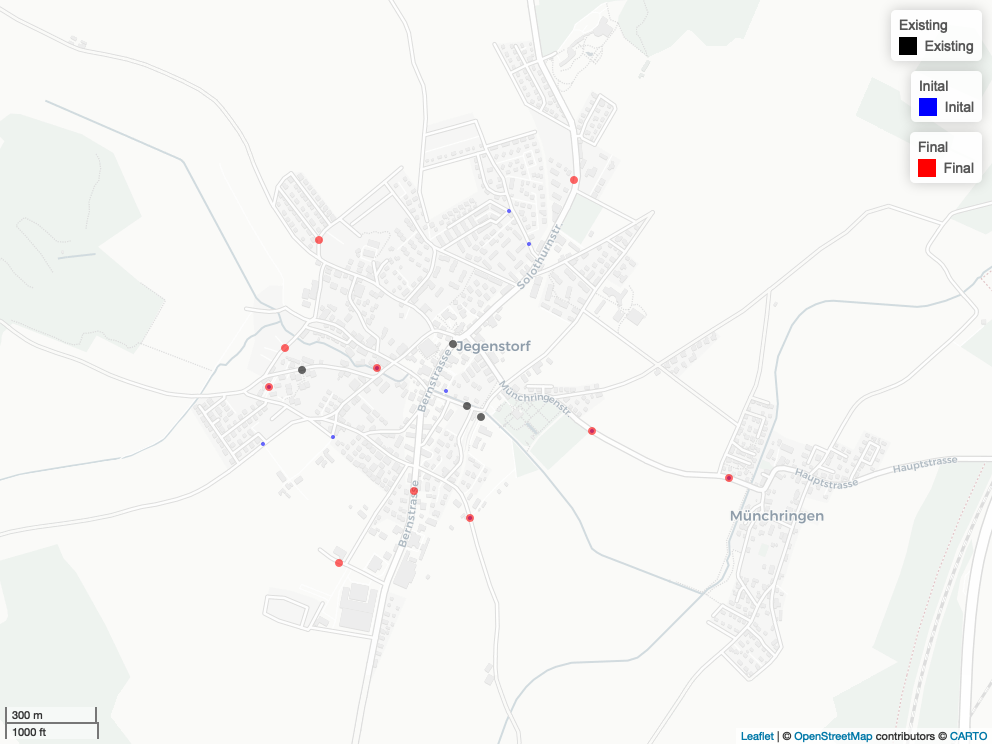 Existing
Existing
Inital
Inital
Final
Final
Solothurnstr.
Jegenstorf
Bernstrasse
Münchringenstr.
Hauptstrasse
Hauptstrasse
Bernstrasse
Münchringen
300 m
1000 ft
Leaflet | © OpenStreetMap contributors © CARTO